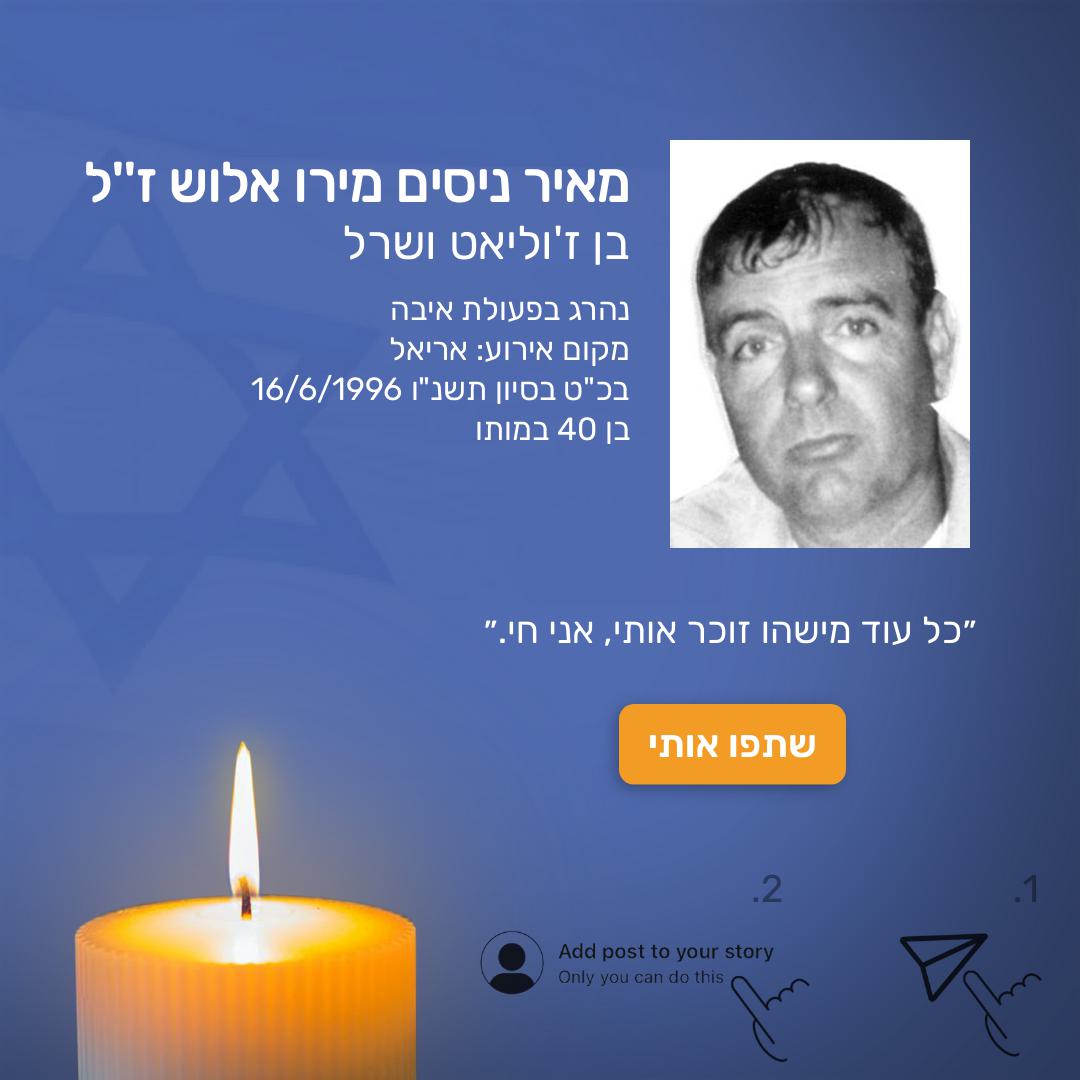 מאיר ניסים מירו אלוש ז"ל
בן ז'וליאט ושרל
נהרג בפעולת איבה
מקום אירוע: אריאל
בכ"ט בסיון תשנ"ו 16/6/1996
בן 40 במותו
״כל עוד מישהו זוכר אותי, אני חי.״
שתפו אותי
1.
2.
Add post to your story
Only you can do this